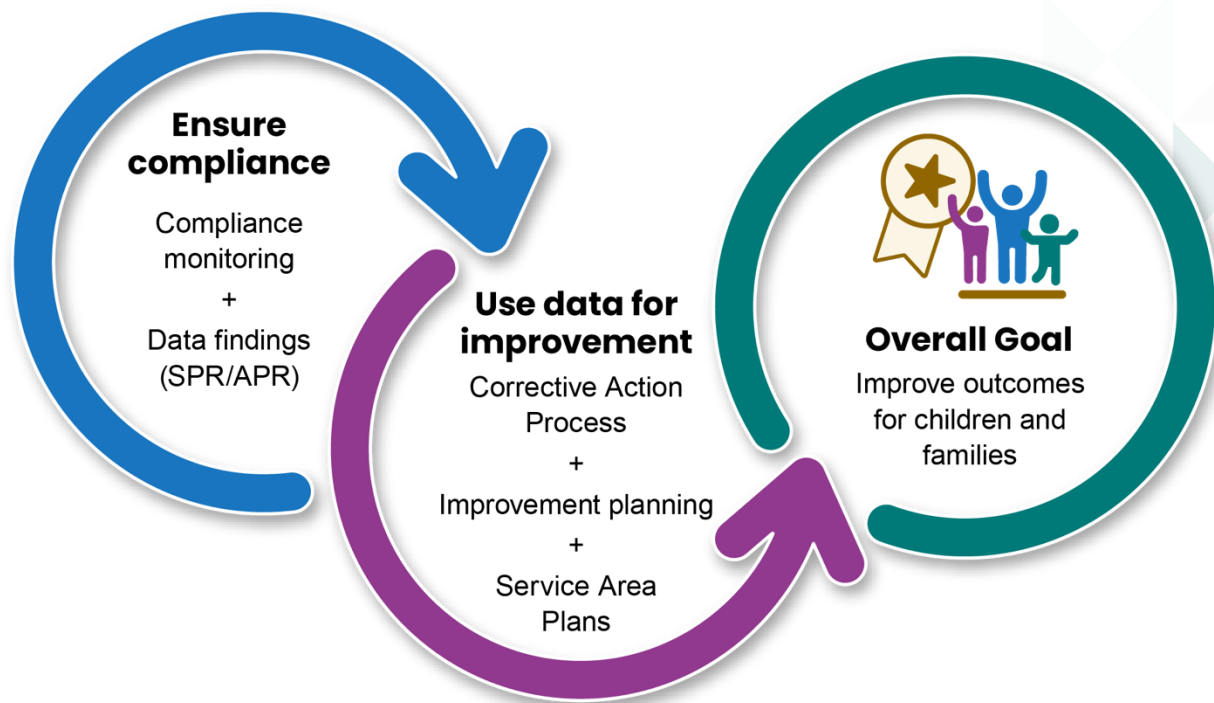 Ensure
compliance
Compliance
monitoring
+
Data findings
(SPR/APR)
Use data for
improvement
Corrective Action
Process
+
Improvement planning
+
Service Area
Plans
Overall Goal
Improve outcomes
for children and
families